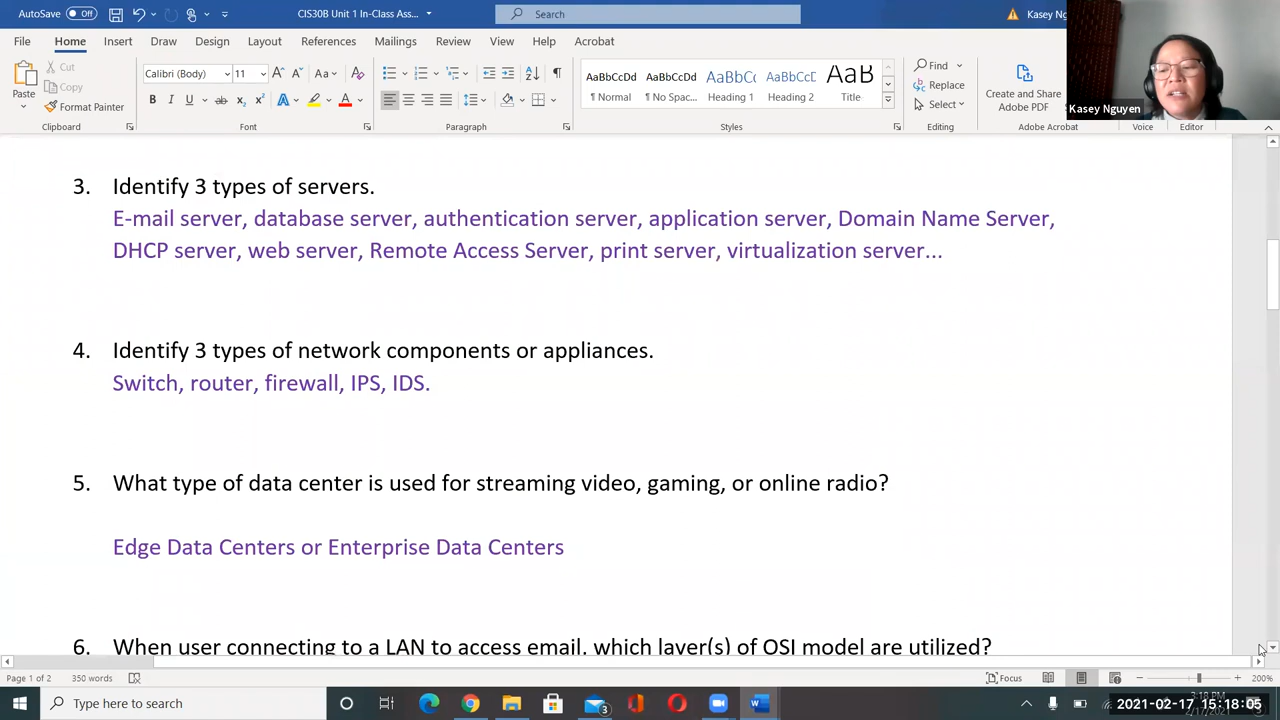 AutoSave Off CIS30B Unit 1 In-Class Ass... Search Kasey Ng
File Home Insert Draw Design Layout References Mailings Review View Help Acrobat
Paste Cut Copy Format Painter
Calibri (Body) 11
AaBbCcDd AaBbCcDd AaBbCc AaBbCcD AaB
¶ Normal ¶ No Spac... Heading 1 Heading 2 Title
Find Replace Select
Create and Share Adobe PDF
Clipboard Font Paragraph Styles Editing Adobe Acrobat Voice Editor
Kasey Nguyen
3. Identify 3 types of servers.
E-mail server, database server, authentication server, application server, Domain Name Server,
DHCP server, web server, Remote Access Server, print server, virtualization server...
4. Identify 3 types of network components or appliances.
Switch, router, firewall, IPS, IDS.
5. What type of data center is used for streaming video, gaming, or online radio?
Edge Data Centers or Enterprise Data Centers
6. When user connecting to a LAN to access email, which layer(s) of OSI model are utilized?
Page 1 of 2 350 words Focus 200%
Type here to search 3 3:18 PM
2021-02-17 15:18:05